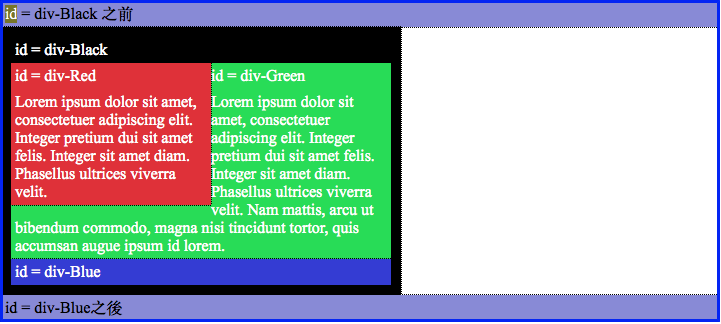 id = div-Black 之前
id = div-Black
id = div-Red
Lorem ipsum dolor sit amet,
consectetuer adipiscing elit.
Integer pretium dui sit amet
felis. Integer sit amet diam.
Phasellus ultrices viverra
velit.
id = div-Green
Lorem ipsum dolor sit
amet, consectetuer
adipiscing elit. Integer
pretium dui sit amet felis.
Integer sit amet diam.
Phasellus ultrices viverra
velit. Nam mattis, arcu ut
bibendum commodo, magna nisi tincidunt tortor, quis
accumsan augue ipsum id lorem.
id = div-Blue
id = div-Blue之後